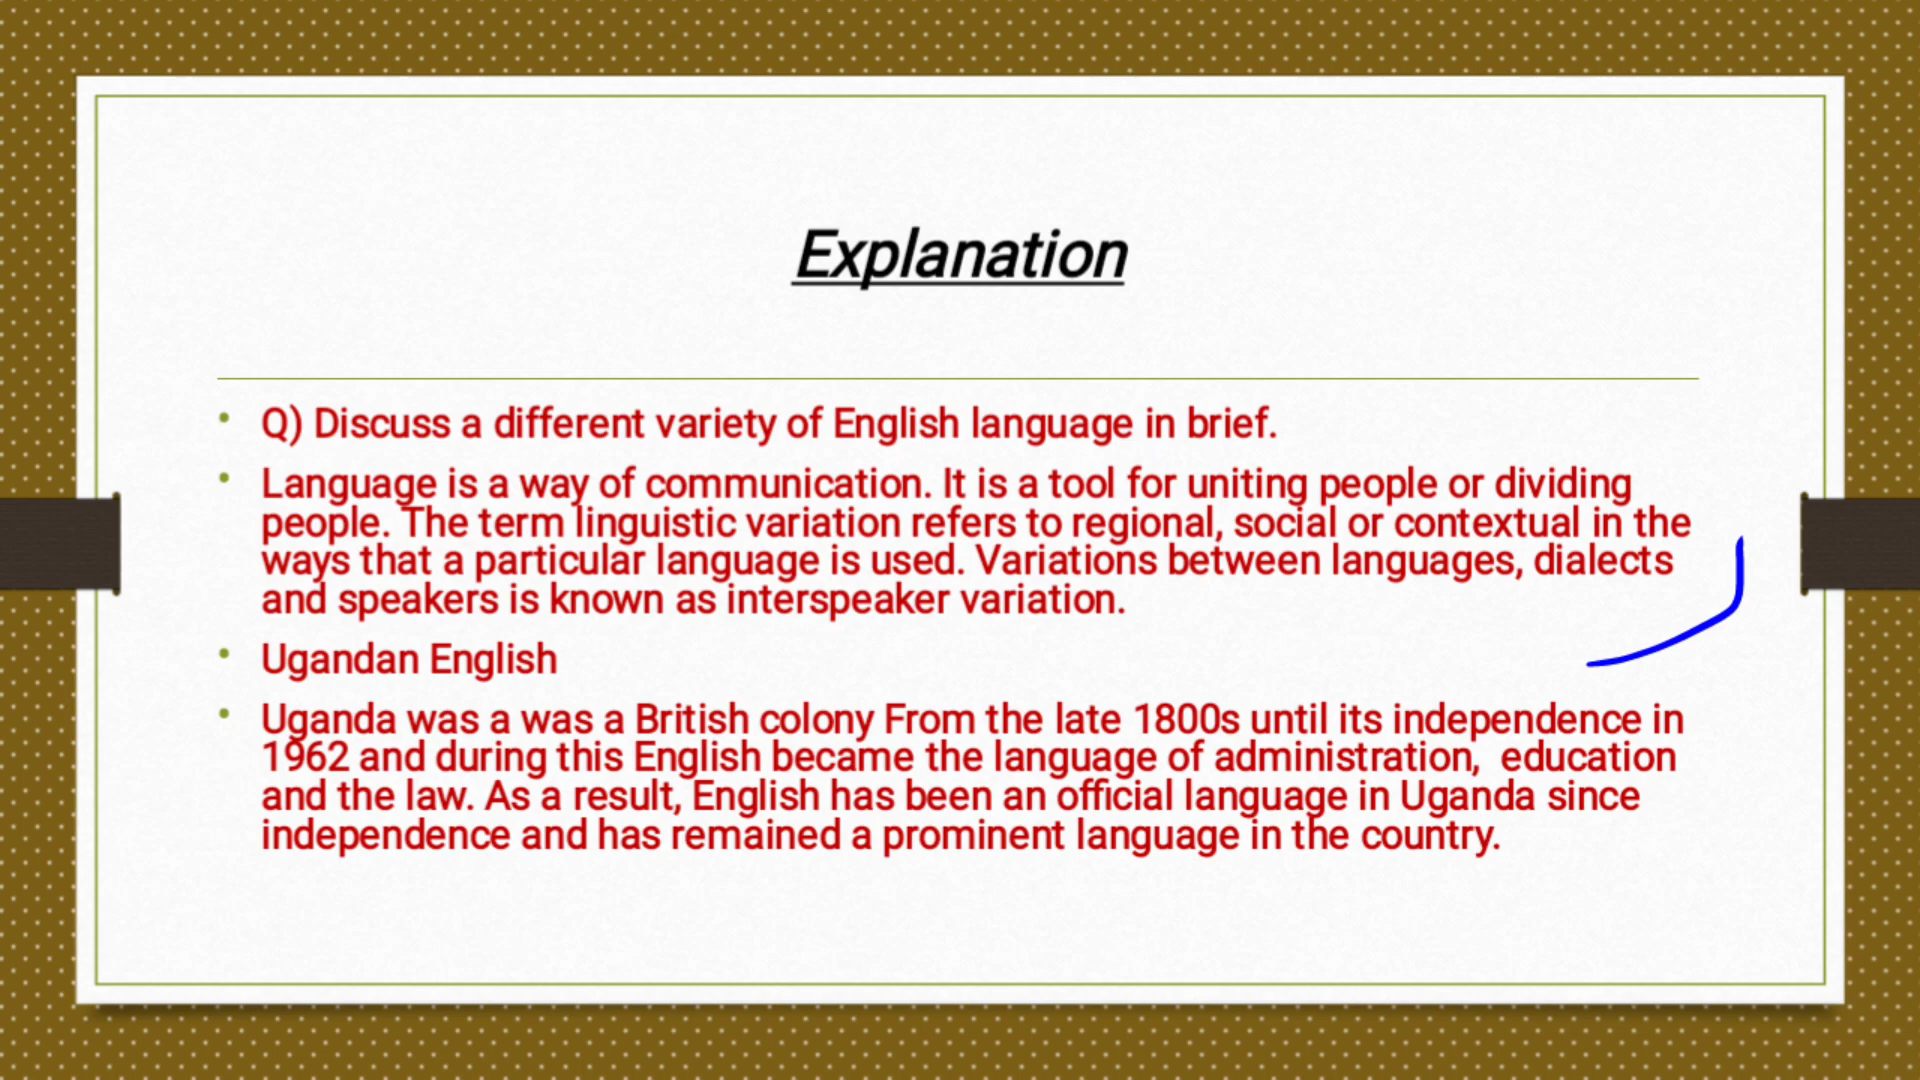 Explanation
• Q) Discuss a different variety of English language in brief.
• Language is a way of communication. It is a tool for uniting people or dividing
people. The term linguistic variation refers to regional, social or contextual in the
ways that a particular language is used. Variations between languages, dialects
and speakers is known as interspeaker variation.
• Ugandan English
• Uganda was a was a British colony From the late 1800s until its independence in
1962 and during this English became the language of administration,  education
and the law. As a result, English has been an official language in Uganda since
independence and has remained a prominent language in the country.